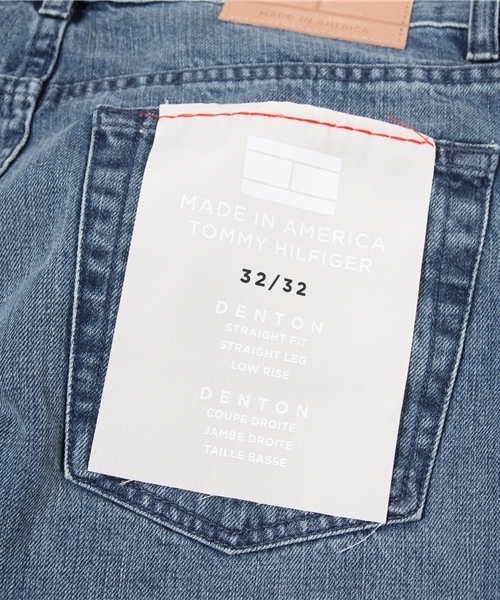 MADE IN AMERICA
MADE IN AMERICA
TOMMY HILFIGER
32/32
DENTON
STRAIGHT FIT
STRAIGHT LEG
LOW RISE
DENTON
COUPE DROITE
JAMBE DROITE
TAILLE BASSE